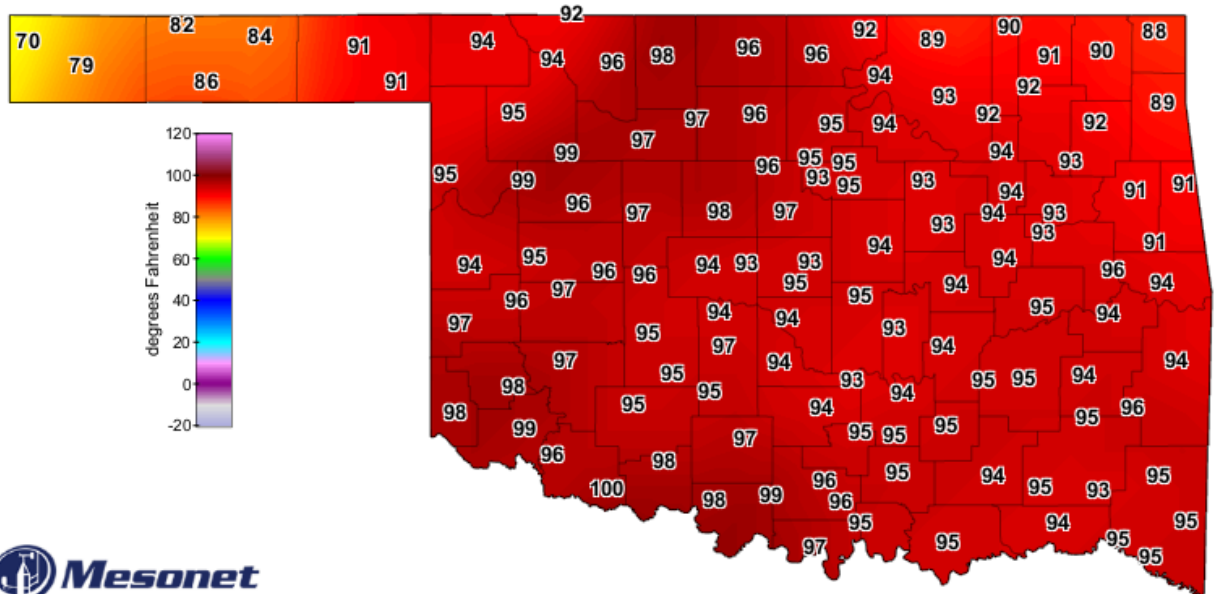 92
70 82 84 91 94 94 96 98 96 96 92 89 90 91 90 88
79 86 91 94 92 89
95 97 97 96 95 94 93 92 92
99 96 95 95 94 93
95 99 93 95 93 94 91 91
96 97 98 97 93 94 93 93
94 95 96 96 94 93 93 94 94 96 91
97 95 95 94 95 94 94
97 96 95 94 94 93
97 97 94 94 94
98 98 95 95 93 94 95 95 94 96
99 95 94 95 95 95 95
96 98 97 95 94 95 93 95
100 98 99 96 96
97 95 95 94 95 95 95
degrees Fahrenheit
120
100
80
60
40
20
0
-20
Mesonet